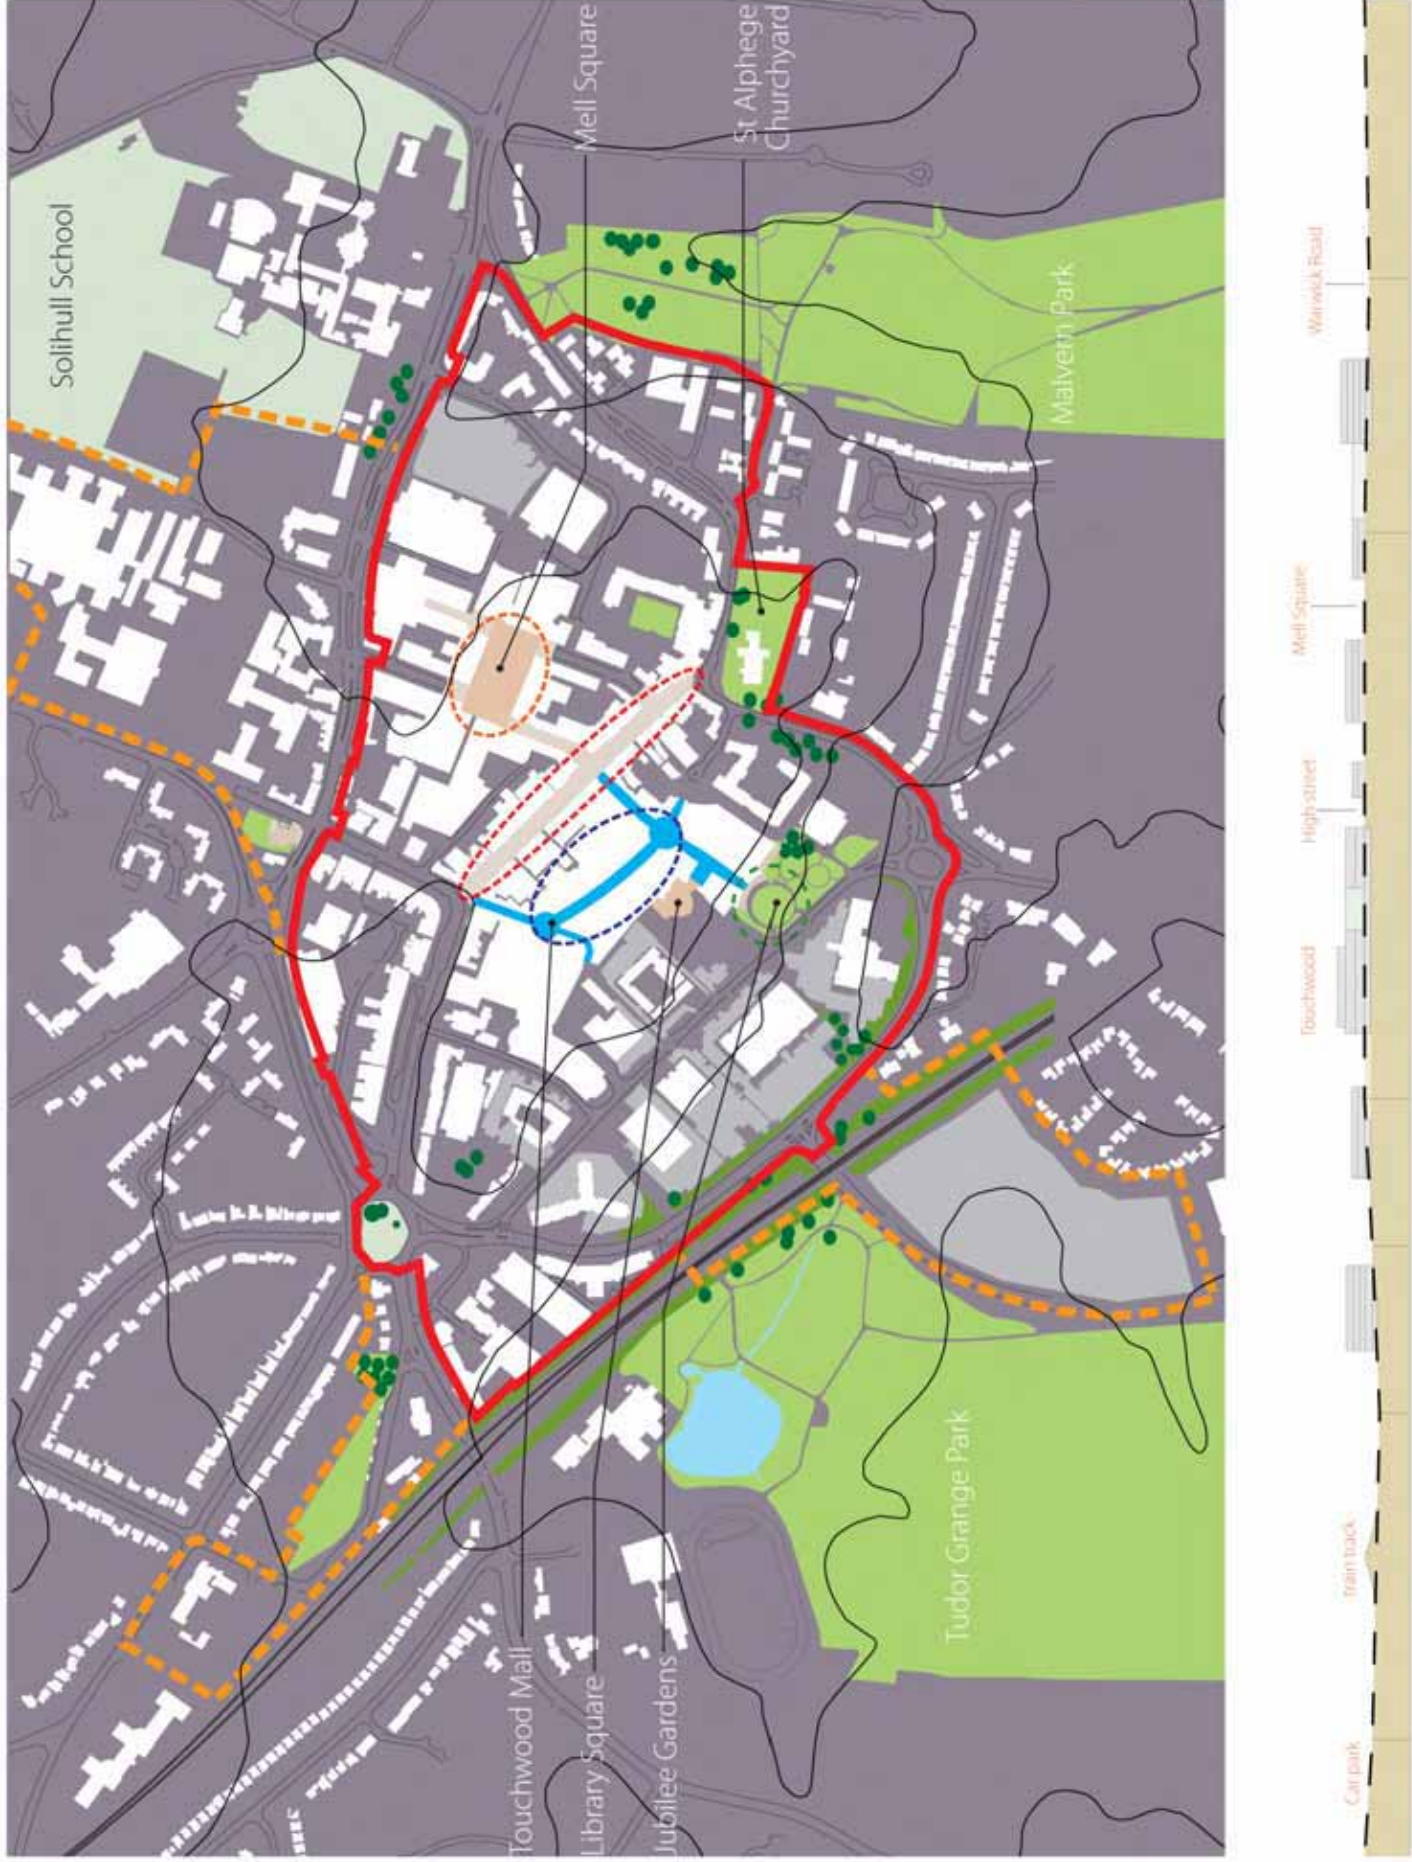 Solihull School
Mell Square
St Alphege
Churchyard
Malvern Park
Tudor Grange Park
Touchwood Mall
Library Square
Jubilee Gardens
Car park
train track
Touchwood
High street
Mell Square
Warwick Road